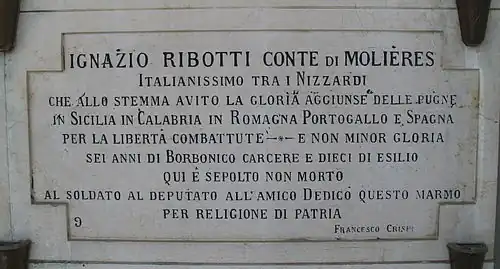 IGNAZIO RIBOTTI CONTE DI MOLIÈRES
ITALIANISSIMO TRA I NIZZARDI
CHE ALLO STEMMA AVITO LA GLORIA AGGIUNSE DELLE PUGNE
IN SICILIA IN CALABRIA IN ROMAGNA PORTOGALLO E SPAGNA
PER LA LIBERTÀ COMBATTUTE —*— E NON MINOR GLORIA
SEI ANNI DI BORBONICO CARCERE E DIECI DI ESILIO
QUI É SEPOLTO NON MORTO
AL SOLDATO AL DEPUTATO ALL'AMICO DEDICÒ QUESTO MARMO
PER RELIGIONE DI PATRIA
FRANCESCO CRISPI